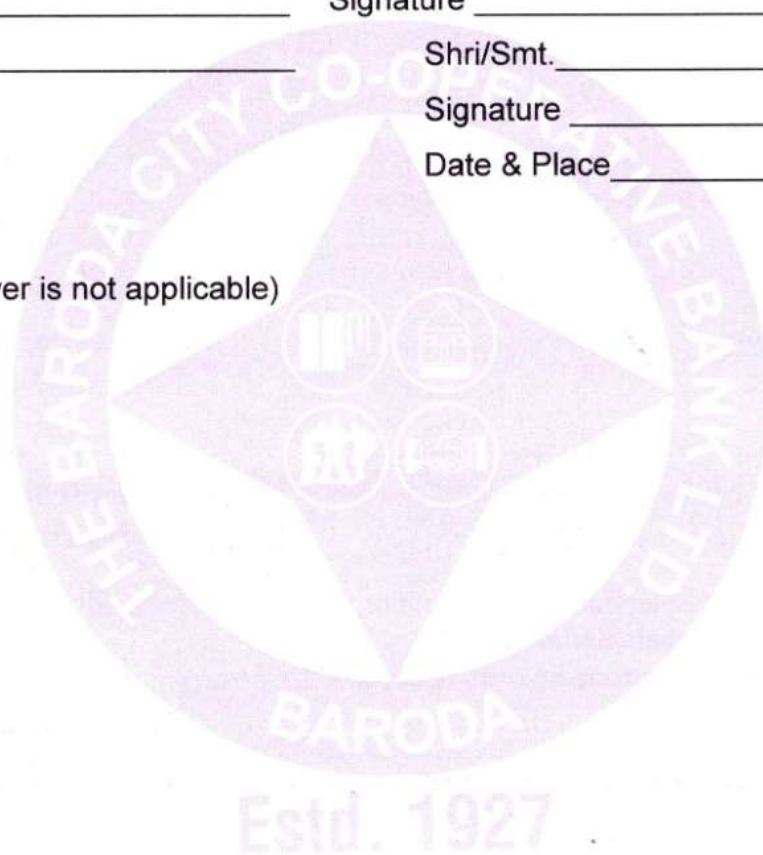 Signature
Shri/Smt.
Signature
Date & Place
er is not applicable)
THE BARODA CITY CO-OPERATIVE BANK LTD.
BARODA
Estd. 1927